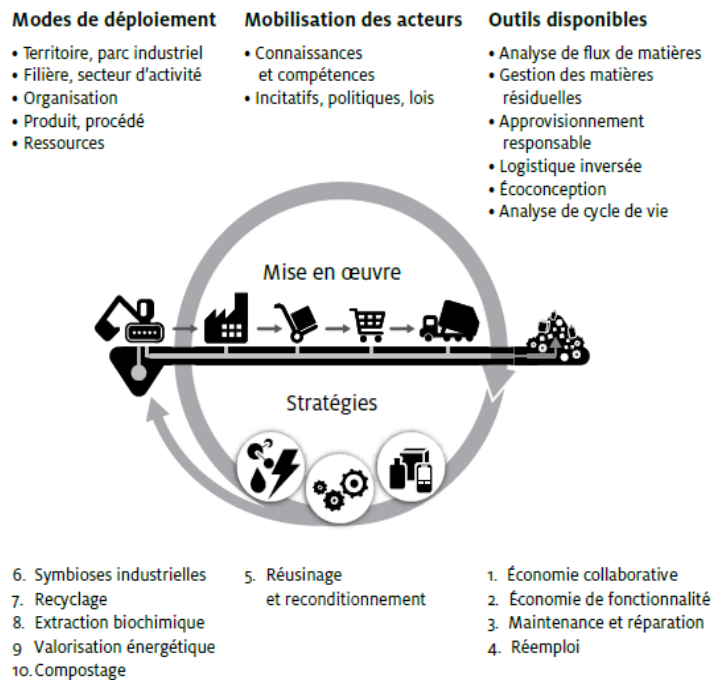 Modes de déploiement
• Territoire, parc industriel
• Filière, secteur d'activité
• Organisation
• Produit, procédé
• Ressources
Mobilisation des acteurs
• Connaissances
et compétences
• Incitatifs, politiques, lois
Outils disponibles
• Analyse de flux de matières
• Gestion des matières
résiduelles
• Approvisionnement
responsable
• Logistique inversée
• Écoconception
• Analyse de cycle de vie
Mise en œuvre
Stratégies
6. Symbioses industrielles
7. Recyclage
8. Extraction biochimique
9 Valorisation énergétique
10. Compostage
5. Réusinage
et reconditionnement
1. Économie collaborative
2. Économie de fonctionnalité
3. Maintenance et réparation
4. Réemploi